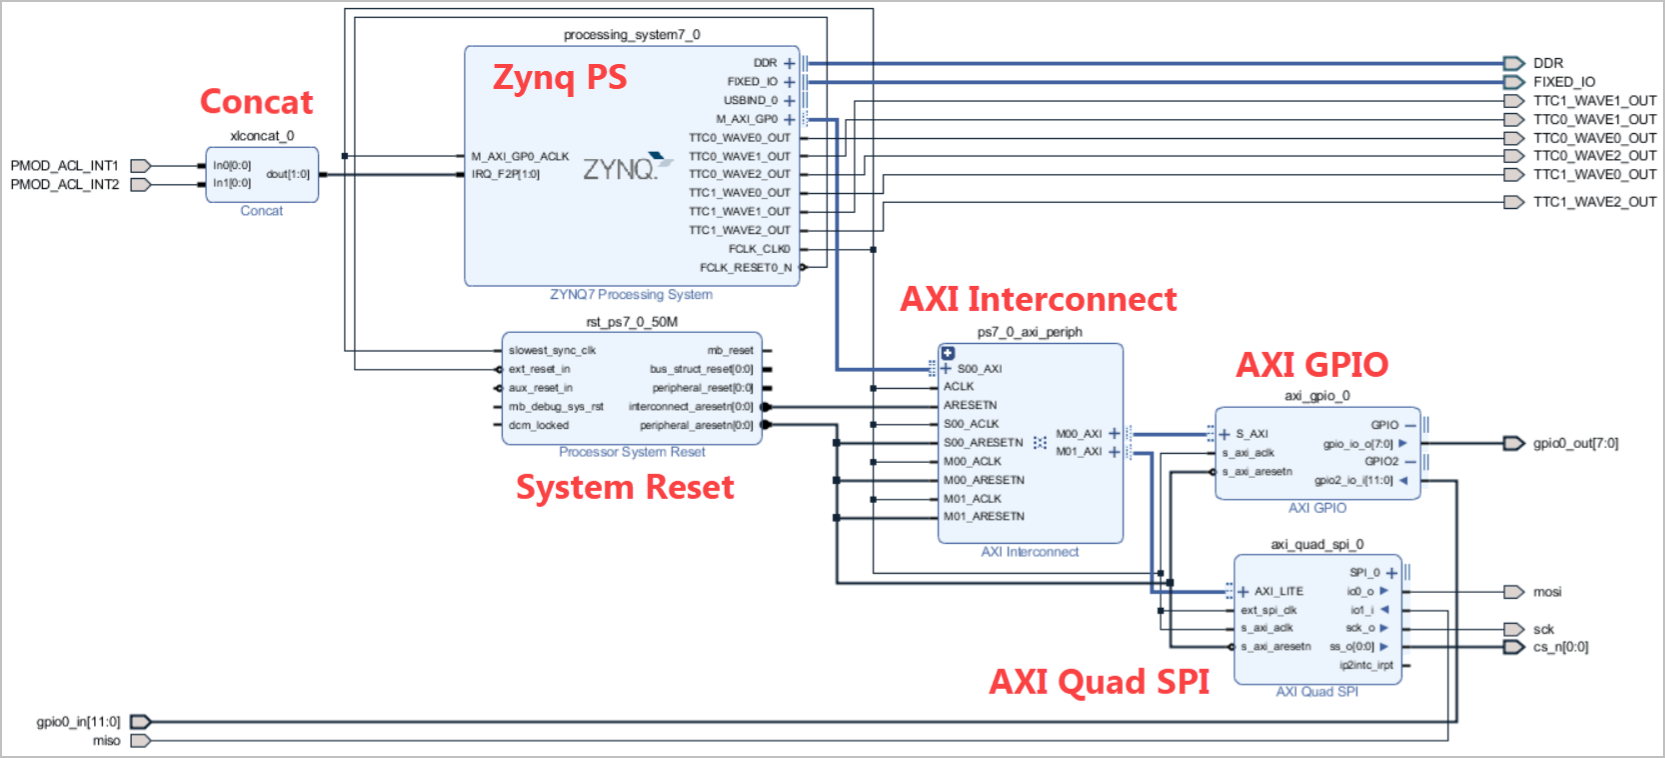 processing_system7_0
Zynq PS
DDR
FIXED_IO
USBIND_0
M_AXI_GP0
TTC0_WAVE0_OUT
M_AXI_GP0_ACLK
TTC0_WAVE1_OUT
IRQ_F2P[1:0]
ZYNQ
TTC0_WAVE2_OUT
TTC1_WAVE0_OUT
TTC1_WAVE1_OUT
TTC1_WAVE2_OUT
FCLK_CLK0
FCLK_RESET0_N
ZYNQ7 Processing System
DDR
FIXED_IO
TTC1_WAVE1_OUT
TTC0_WAVE1_OUT
TTC0_WAVE0_OUT
TTC0_WAVE2_OUT
TTC1_WAVE0_OUT
TTC1_WAVE2_OUT
Concat
xlconcat_0
PMOD_ACL_INT1
PMOD_ACL_INT2
In0[0:0]
In1[0:0]
dout[1:0]
Concat
rst_ps7_0_50M
slowest_sync_clk
ext_reset_in
aux_reset_in
mb_debug_sys_rst
dcm_locked
mb_reset
bus_struct_reset[0:0]
peripheral_reset[0:0]
interconnect_aresetn[0:0]
peripheral_aresetn[0:0]
Processor System Reset
System Reset
AXI Interconnect
ps7_0_axi_periph
S00_AXI
ACLK
ARESETN
S00_ACLK
S00_ARESETN
M00_ACLK
M00_ARESETN
M01_ACLK
M01_ARESETN
M00_AXI
M01_AXI
AXI Interconnect
AXI GPIO
axi_gpio_0
S_AXI
s_axi_aclk
s_axi_aresetn
GPIO
gpio_io_o[7:0]
GPIO2
gpio2_io_i[11:0]
AXI GPIO
gpio0_out[7:0]
axi_quad_spi_0
AXI_LITE
ext_spi_clk
s_axi_aclk
s_axi_aresetn
SPI_0
io0_o
io1_i
sck_o
ss_o[0:0]
ip2intc_irpt
AXI Quad SPI
AXI Quad SPI
mosi
sck
cs_n[0:0]
gpio0_in[11:0]
miso